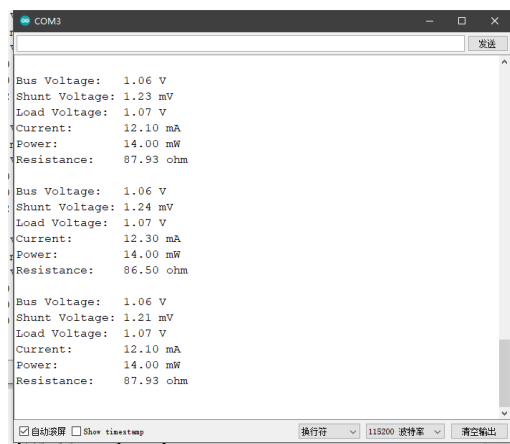 COM3
发送
Bus Voltage: 1.06 V
Shunt Voltage: 1.23 mV
Load Voltage: 1.07 V
Current: 12.10 mA
Power: 14.00 mW
Resistance: 87.93 ohm
Bus Voltage: 1.06 V
Shunt Voltage: 1.24 mV
Load Voltage: 1.07 V
Current: 12.30 mA
Power: 14.00 mW
Resistance: 86.50 ohm
Bus Voltage: 1.06 V
Shunt Voltage: 1.21 mV
Load Voltage: 1.07 V
Current: 12.10 mA
Power: 14.00 mW
Resistance: 87.93 ohm
自动滚屏 Show timestamp 换行符 115200 波特率 清空输出